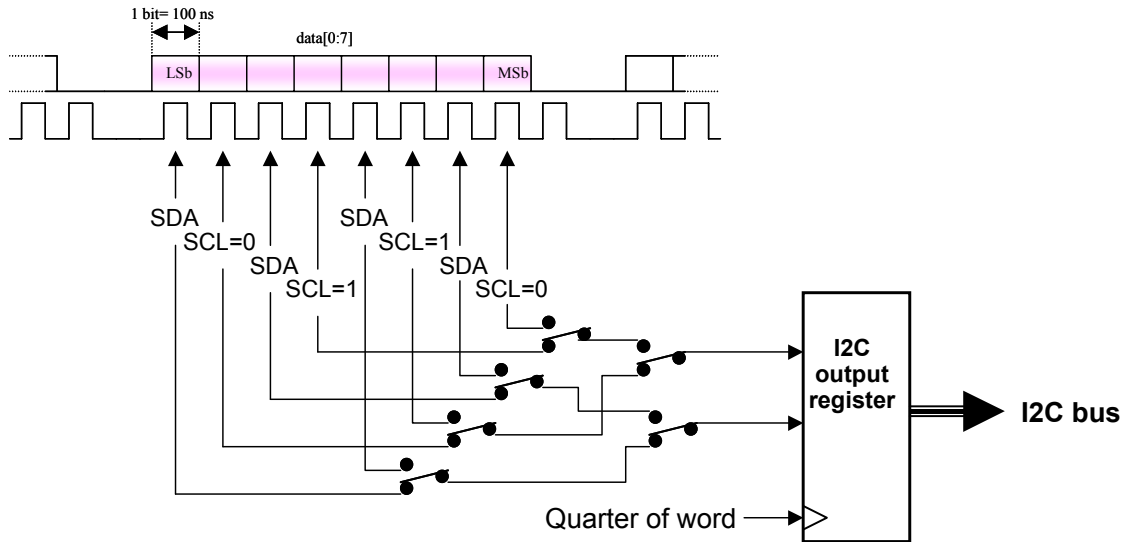 1 bit= 100 ns
data[0:7]
LSb
MSb
SDA
SCL=0
SDA
SCL=1
SDA
SCL=1
SDA
SCL=0
I2C
output
register
I2C bus
Quarter of word